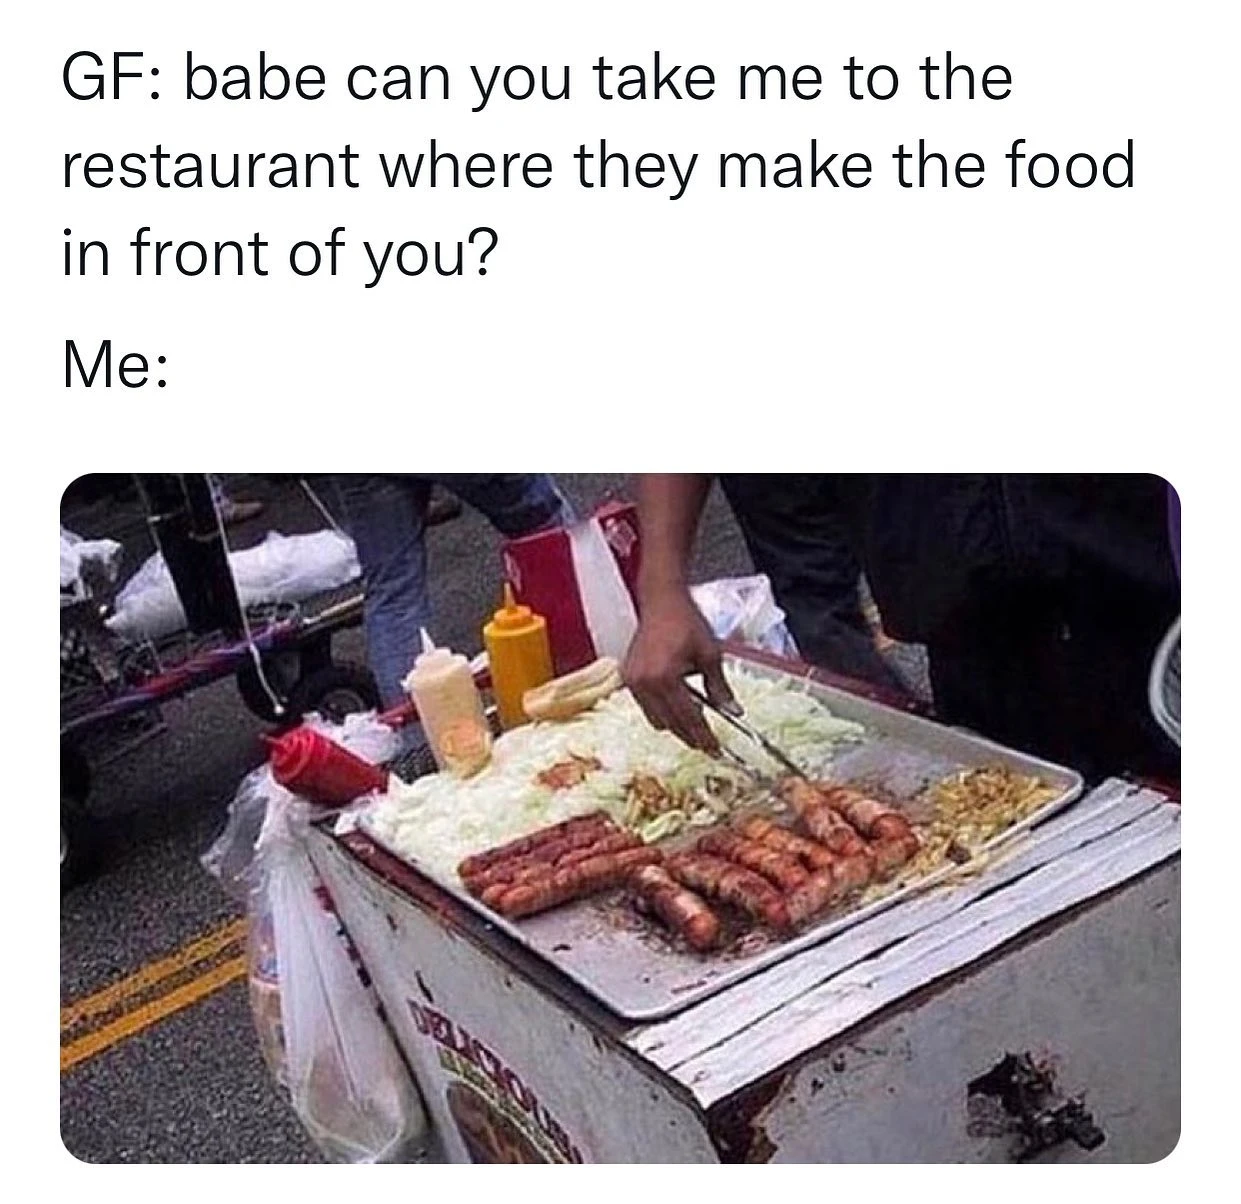 GF: babe can you take me to the
restaurant where they make the food
in front of you?
Me:
DELICIOUS